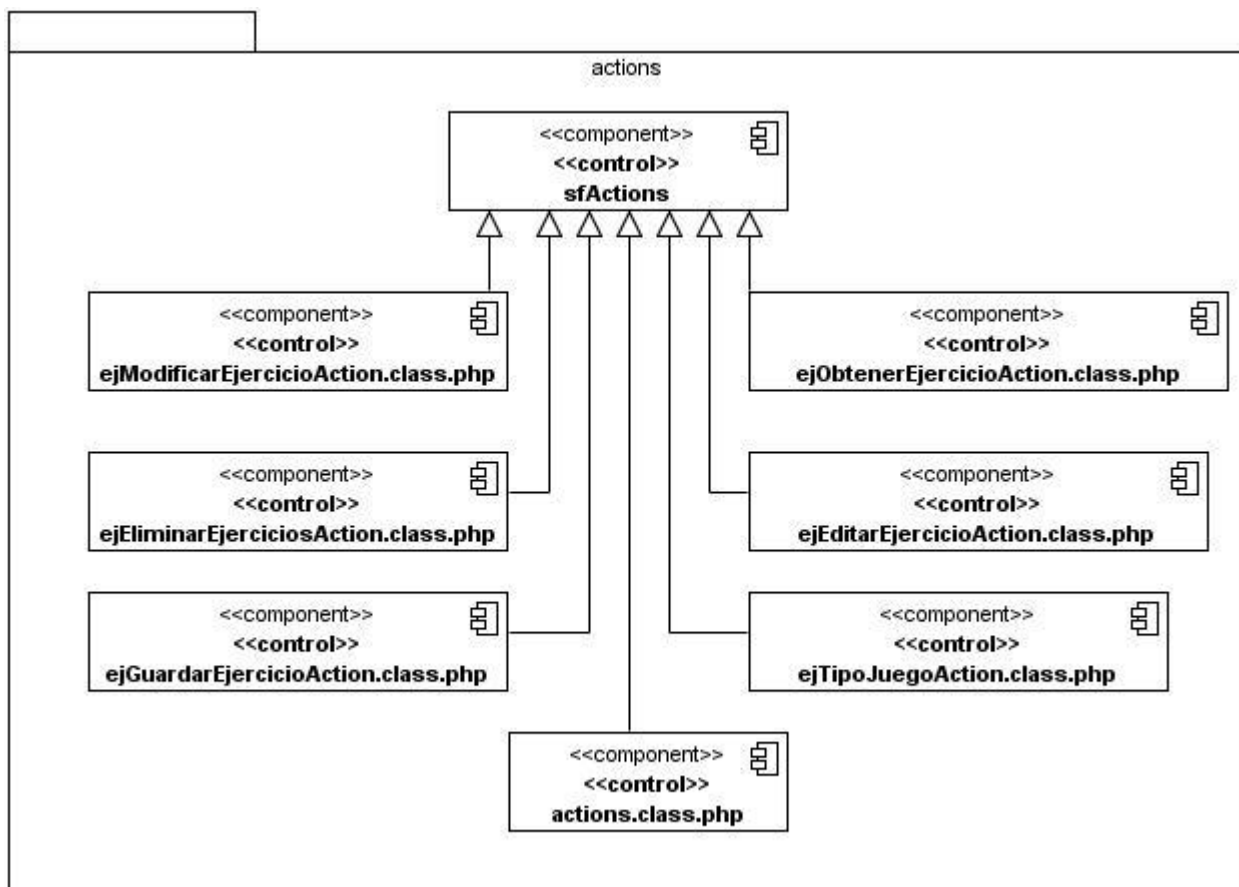 actions
<<component>>
<<control>>
sfActions
<<component>>
<<control>>
ejModificarEjercicioAction.class.php
<<component>>
<<control>>
ejObtenerEjercicioAction.class.php
<<component>>
<<control>>
ejEliminarEjerciciosAction.class.php
<<component>>
<<control>>
ejEditarEjercicioAction.class.php
<<component>>
<<control>>
ejGuardarEjercicioAction.class.php
<<component>>
<<control>>
ejTipoJuegoAction.class.php
<<component>>
<<control>>
actions.class.php